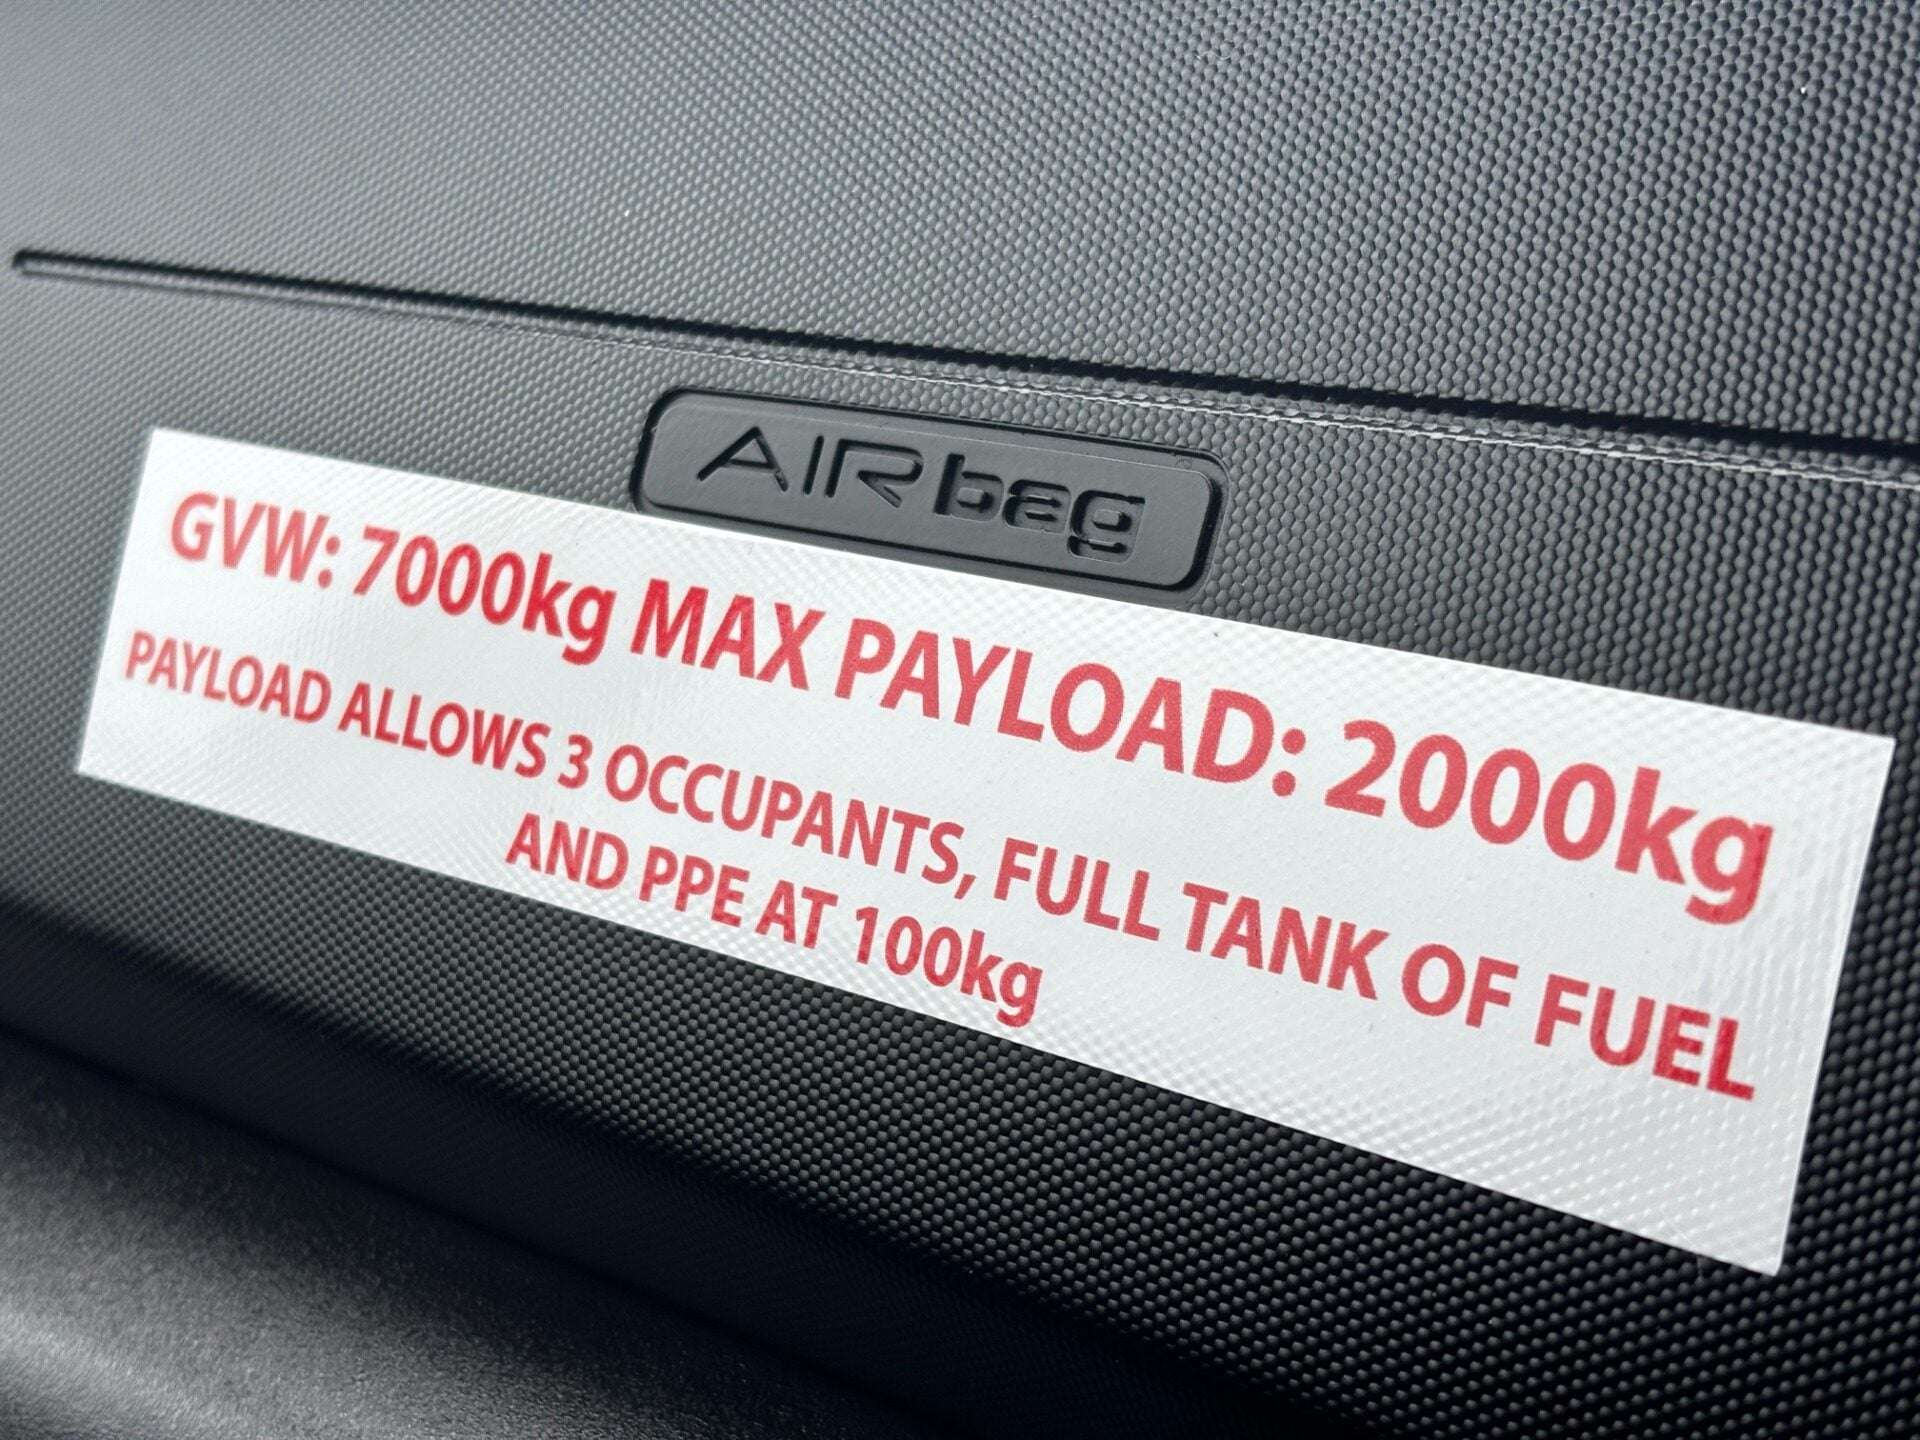 AIRbag
GVW: 7000kg MAX PAYLOAD: 2000kg
PAYLOAD ALLOWS 3 OCCUPANTS, FULL TANK OF FUEL
AND PPE AT 100kg